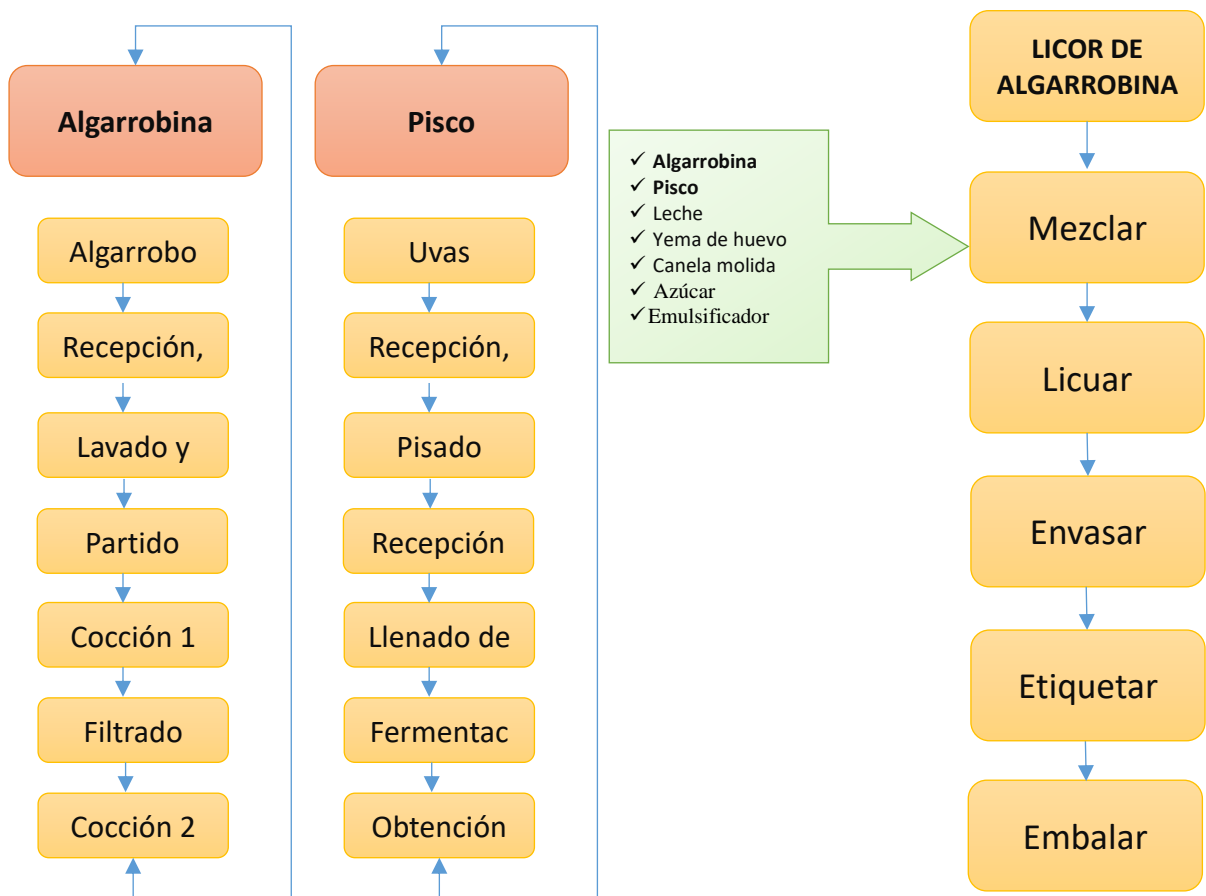 Algarrobina
Algarrobo
Recepción,
Lavado y
Partido
Cocción 1
Filtrado
Cocción 2
Pisco
Uvas
Recepción,
Pisado
Recepción
Llenado de
Fermentac
Obtención
✓ Algarrobina
✓ Pisco
✓ Leche
✓ Yema de huevo
✓ Canela molida
✓ Azúcar
✓ Emulsificador
LICOR DE
ALGARROBINA
Mezclar
Licuar
Envasar
Etiquetar
Embalar